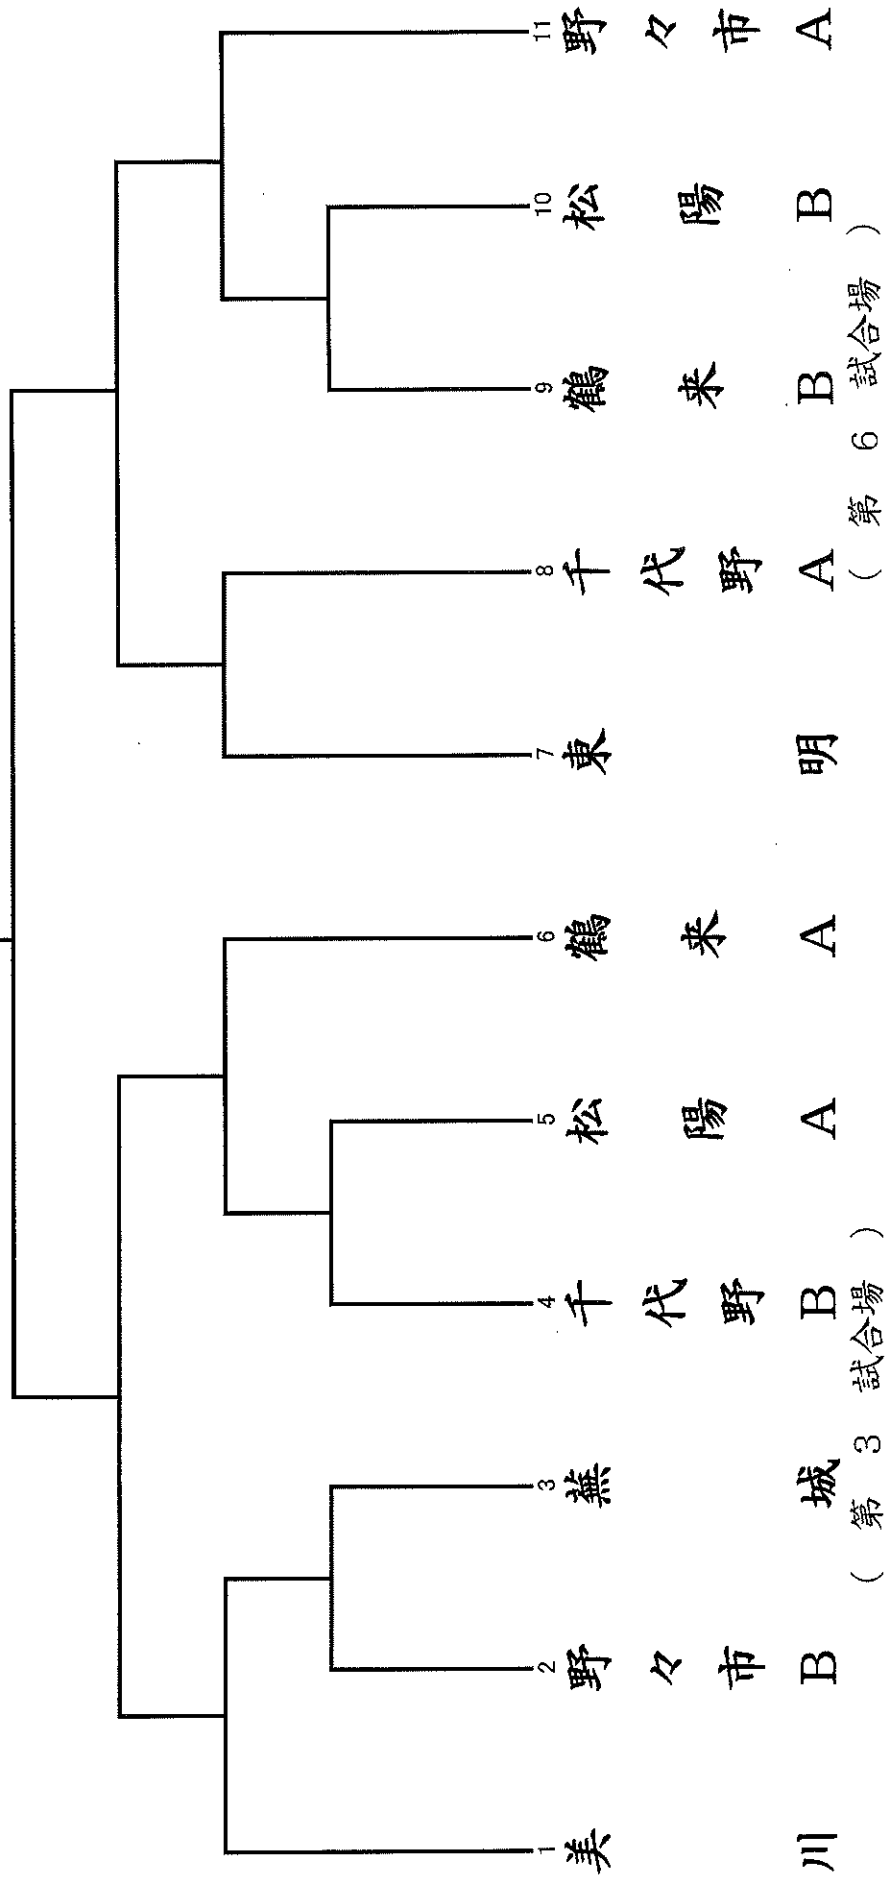 1 美川
2 野々市B
3 蕪城
4 千代野B
5 松陽A
6 鶴来A
7 東明
8 千代野A
9 鶴来B
10 松陽B
11 野々市A
( 第 3 試合場 )
( 第 6 試合場 )